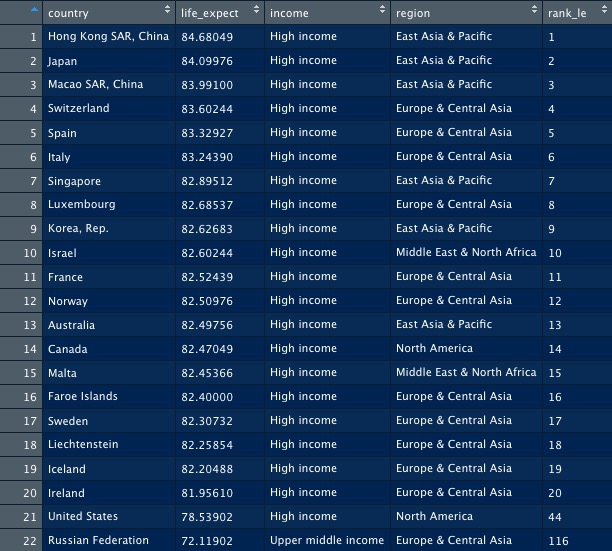 country life_expect income region rank_le
1 Hong Kong SAR, China 84.68049 High income East Asia & Pacific 1
2 Japan 84.09976 High income East Asia & Pacific 2
3 Macao SAR, China 83.99100 High income East Asia & Pacific 3
4 Switzerland 83.60244 High income Europe & Central Asia 4
5 Spain 83.32927 High income Europe & Central Asia 5
6 Italy 83.24390 High income Europe & Central Asia 6
7 Singapore 82.89512 High income East Asia & Pacific 7
8 Luxembourg 82.68537 High income Europe & Central Asia 8
9 Korea, Rep. 82.62683 High income East Asia & Pacific 9
10 Israel 82.60244 High income Middle East & North Africa 10
11 France 82.52439 High income Europe & Central Asia 11
12 Norway 82.50976 High income Europe & Central Asia 12
13 Australia 82.49756 High income East Asia & Pacific 13
14 Canada 82.47049 High income North America 14
15 Malta 82.45366 High income Middle East & North Africa 15
16 Faroe Islands 82.40000 High income Europe & Central Asia 16
17 Sweden 82.30732 High income Europe & Central Asia 17
18 Liechtenstein 82.25854 High income Europe & Central Asia 18
19 Iceland 82.20488 High income Europe & Central Asia 19
20 Ireland 81.95610 High income Europe & Central Asia 20
21 United States 78.53902 High income North America 44
22 Russian Federation 72.11902 Upper middle income Europe & Central Asia 116